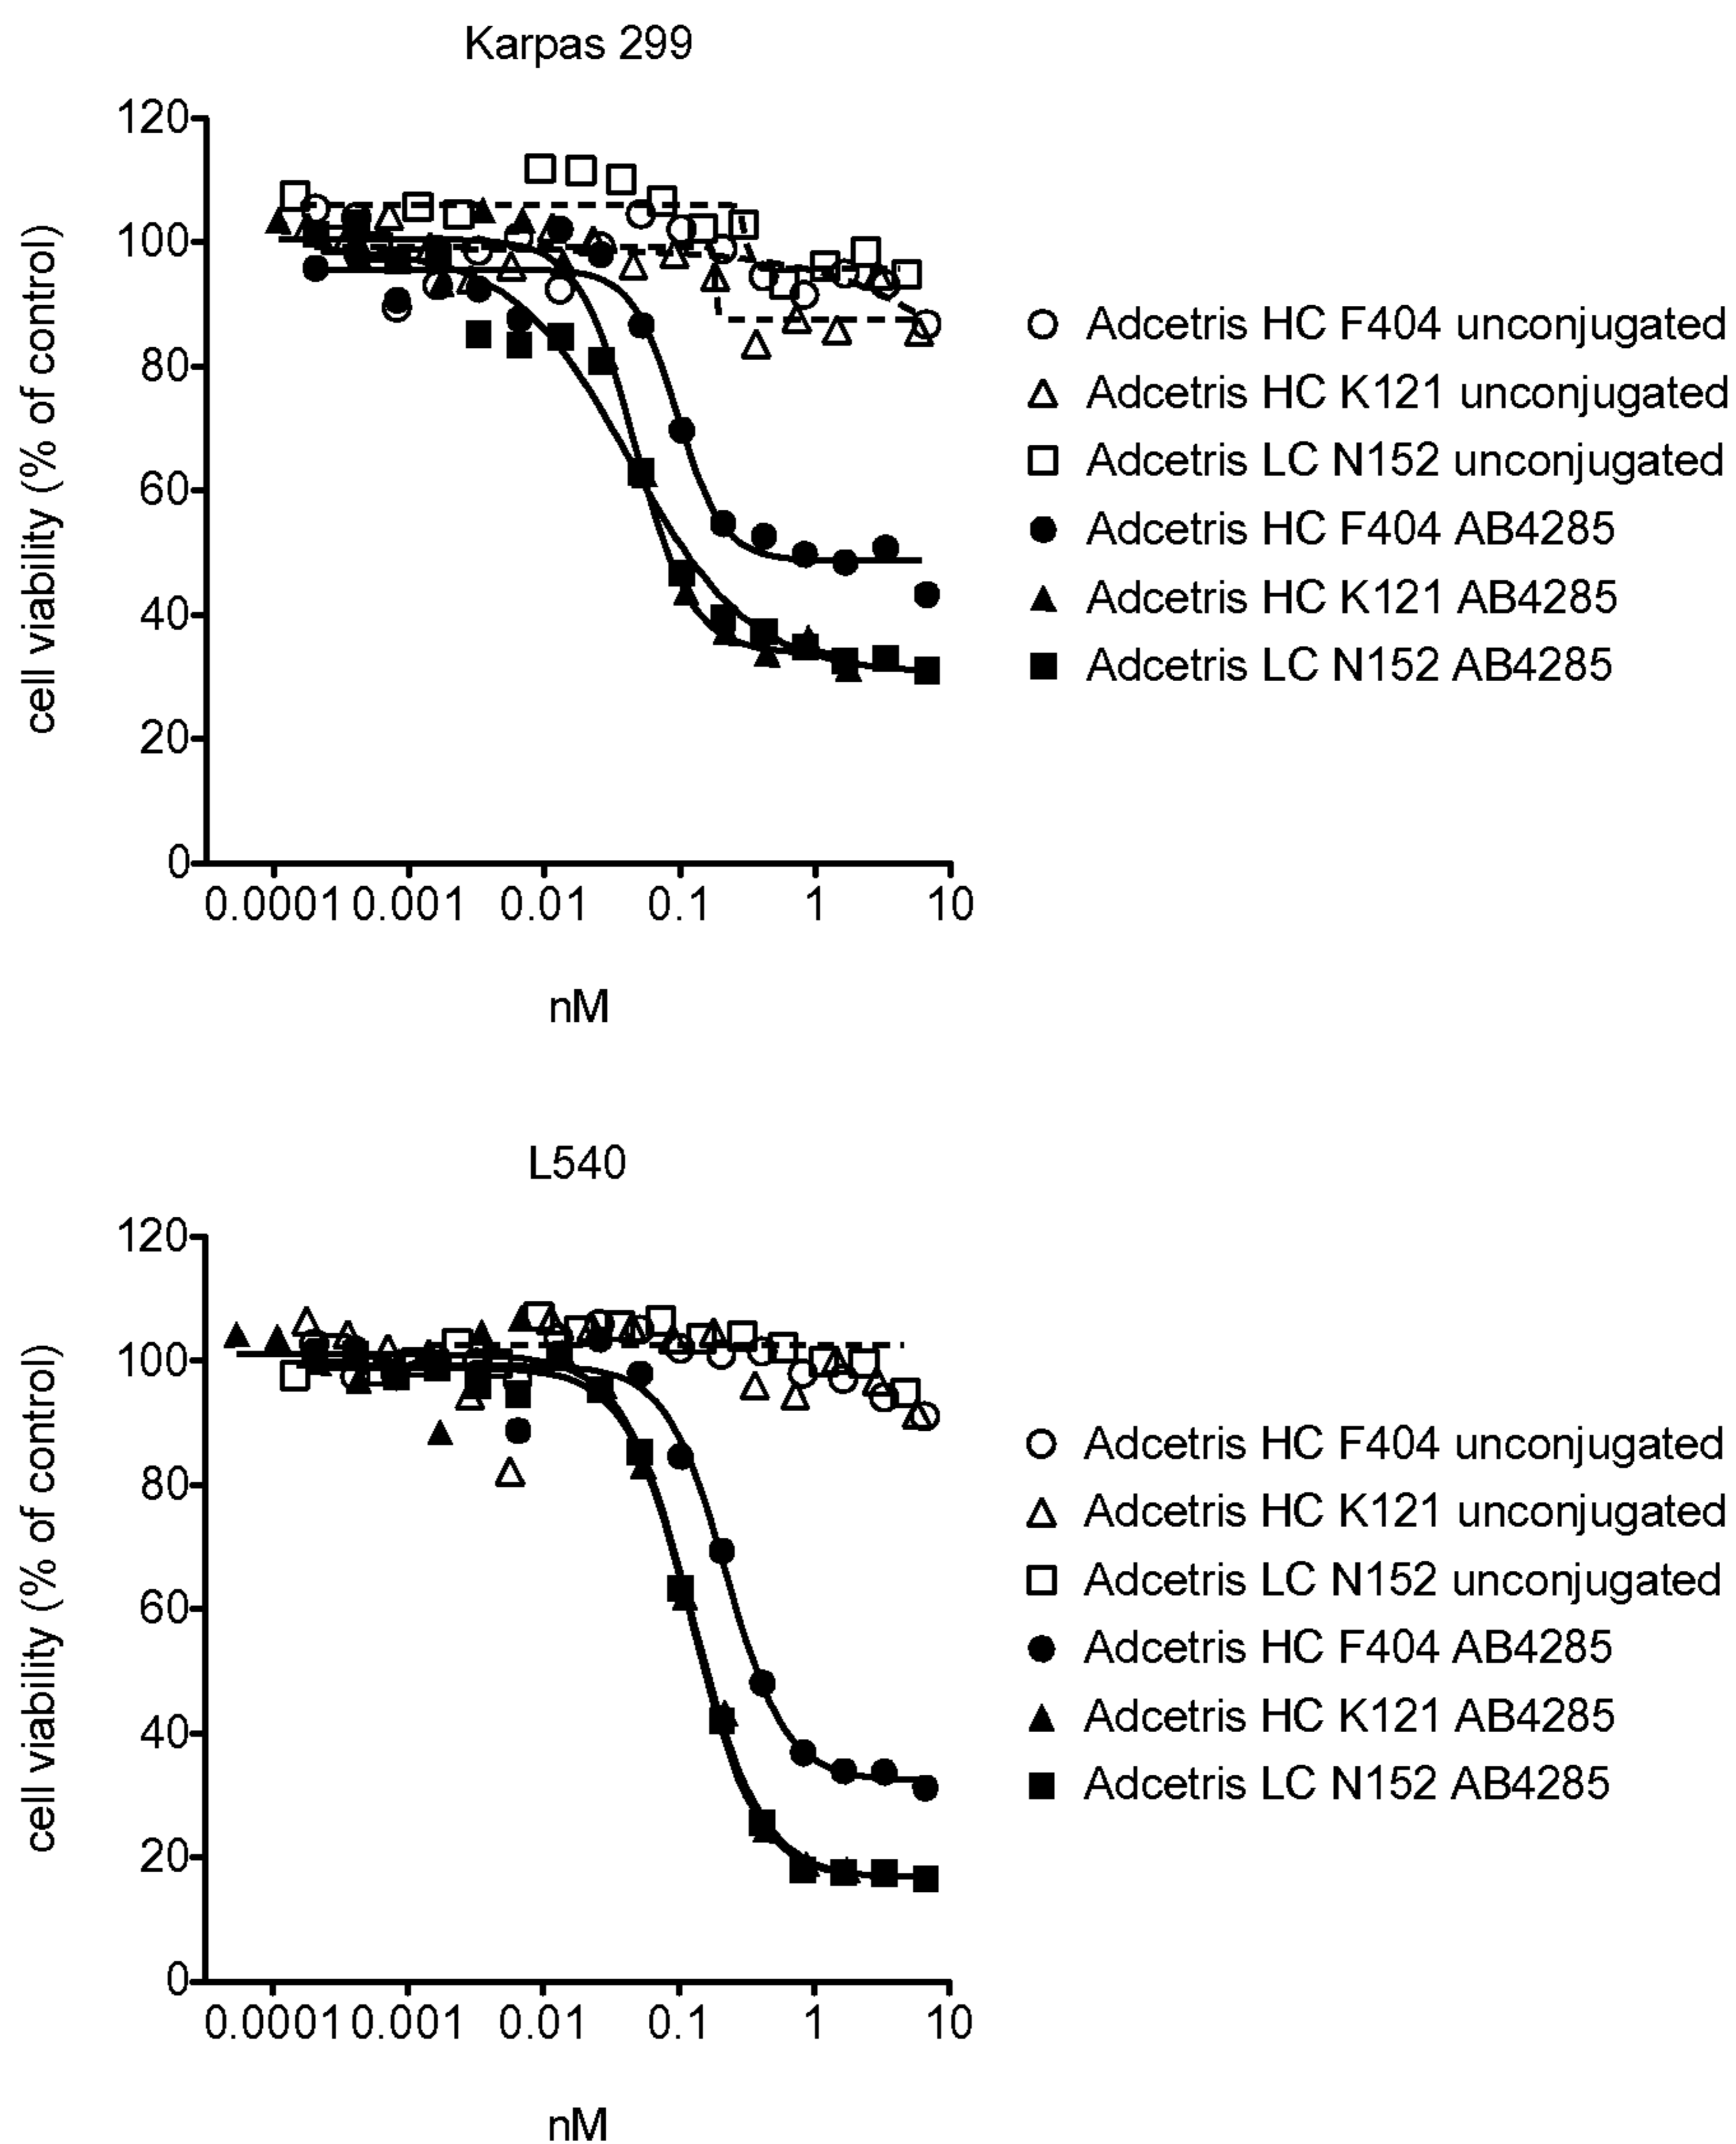 Karpas 299
120
100
80
60
40
20
0
cell viability (% of control)
0.0001 0.001 0.01 0.1 1 10
nM
Adcetris HC F404 unconjugated
Adcetris HC K121 unconjugated
Adcetris LC N152 unconjugated
Adcetris HC F404 AB4285
Adcetris HC K121 AB4285
Adcetris LC N152 AB4285
L540
120
100
80
60
40
20
0
cell viability (% of control)
0.0001 0.001 0.01 0.1 1 10
nM
Adcetris HC F404 unconjugated
Adcetris HC K121 unconjugated
Adcetris LC N152 unconjugated
Adcetris HC F404 AB4285
Adcetris HC K121 AB4285
Adcetris LC N152 AB4285